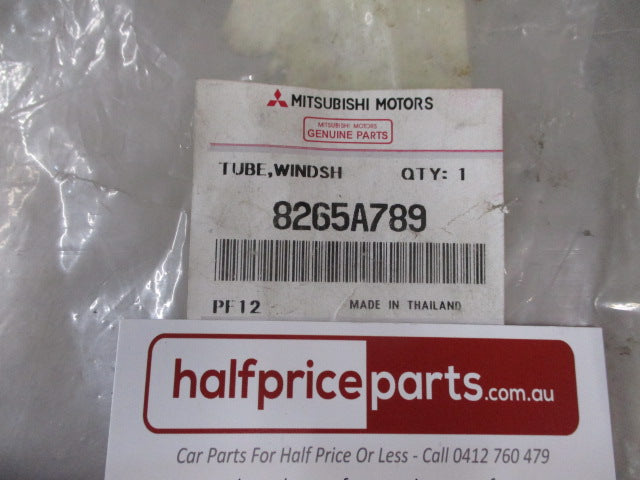 MITSUBISHI MOTORS
MITSUBISHI MOTORS
GENUINE PARTS
TUBE,WINDSH QTY: 1
8265A789
PF12 MADE IN THAILAND
halfpriceparts.com.au
Car Parts For Half Price Or Less - Call 0412 760 479